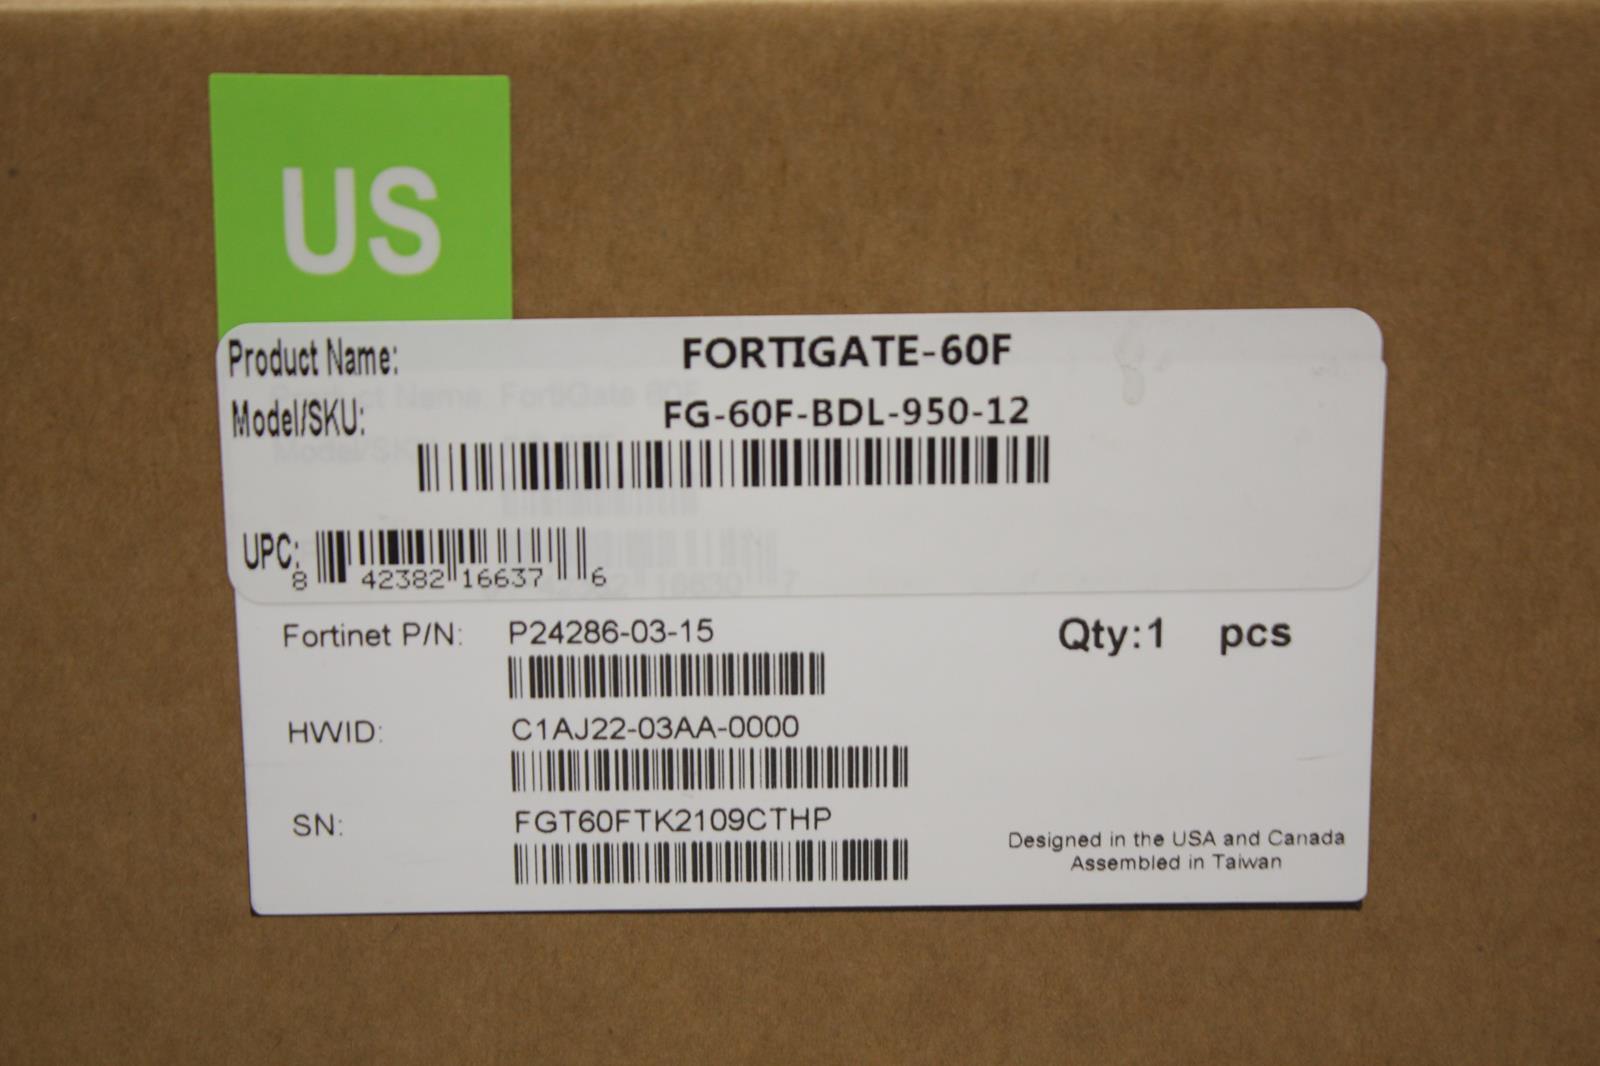 US
Product Name: FORTIGATE-60F
Model/SKU: FG-60F-BDL-950-12
UPC: 8 42382 16637 6
Fortinet P/N: P24286-03-15 Qty:1 pcs
HWID: C1AJ22-03AA-0000
SN: FGT60FTK2109CTHP
Designed in the USA and Canada
Assembled in Taiwan